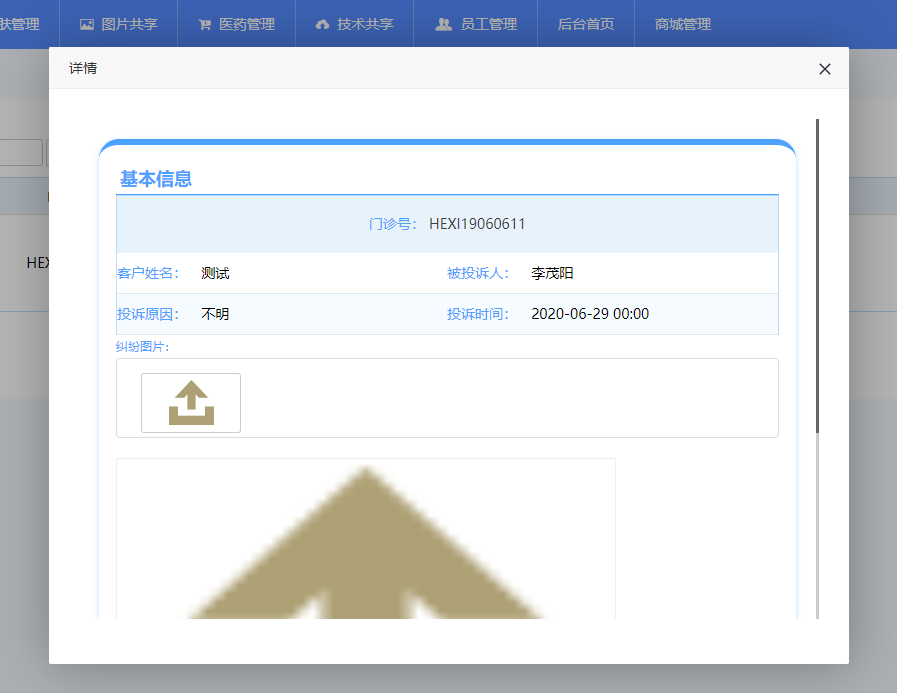 肤管理 图片共享 医药管理 技术共享 员工管理 后台首页 商城管理
详情
基本信息
门诊号: HEXI19060611
HEX
客户姓名: 测试 被投诉人: 李茂阳
投诉原因: 不明 投诉时间: 2020-06-29 00:00
纠纷图片: